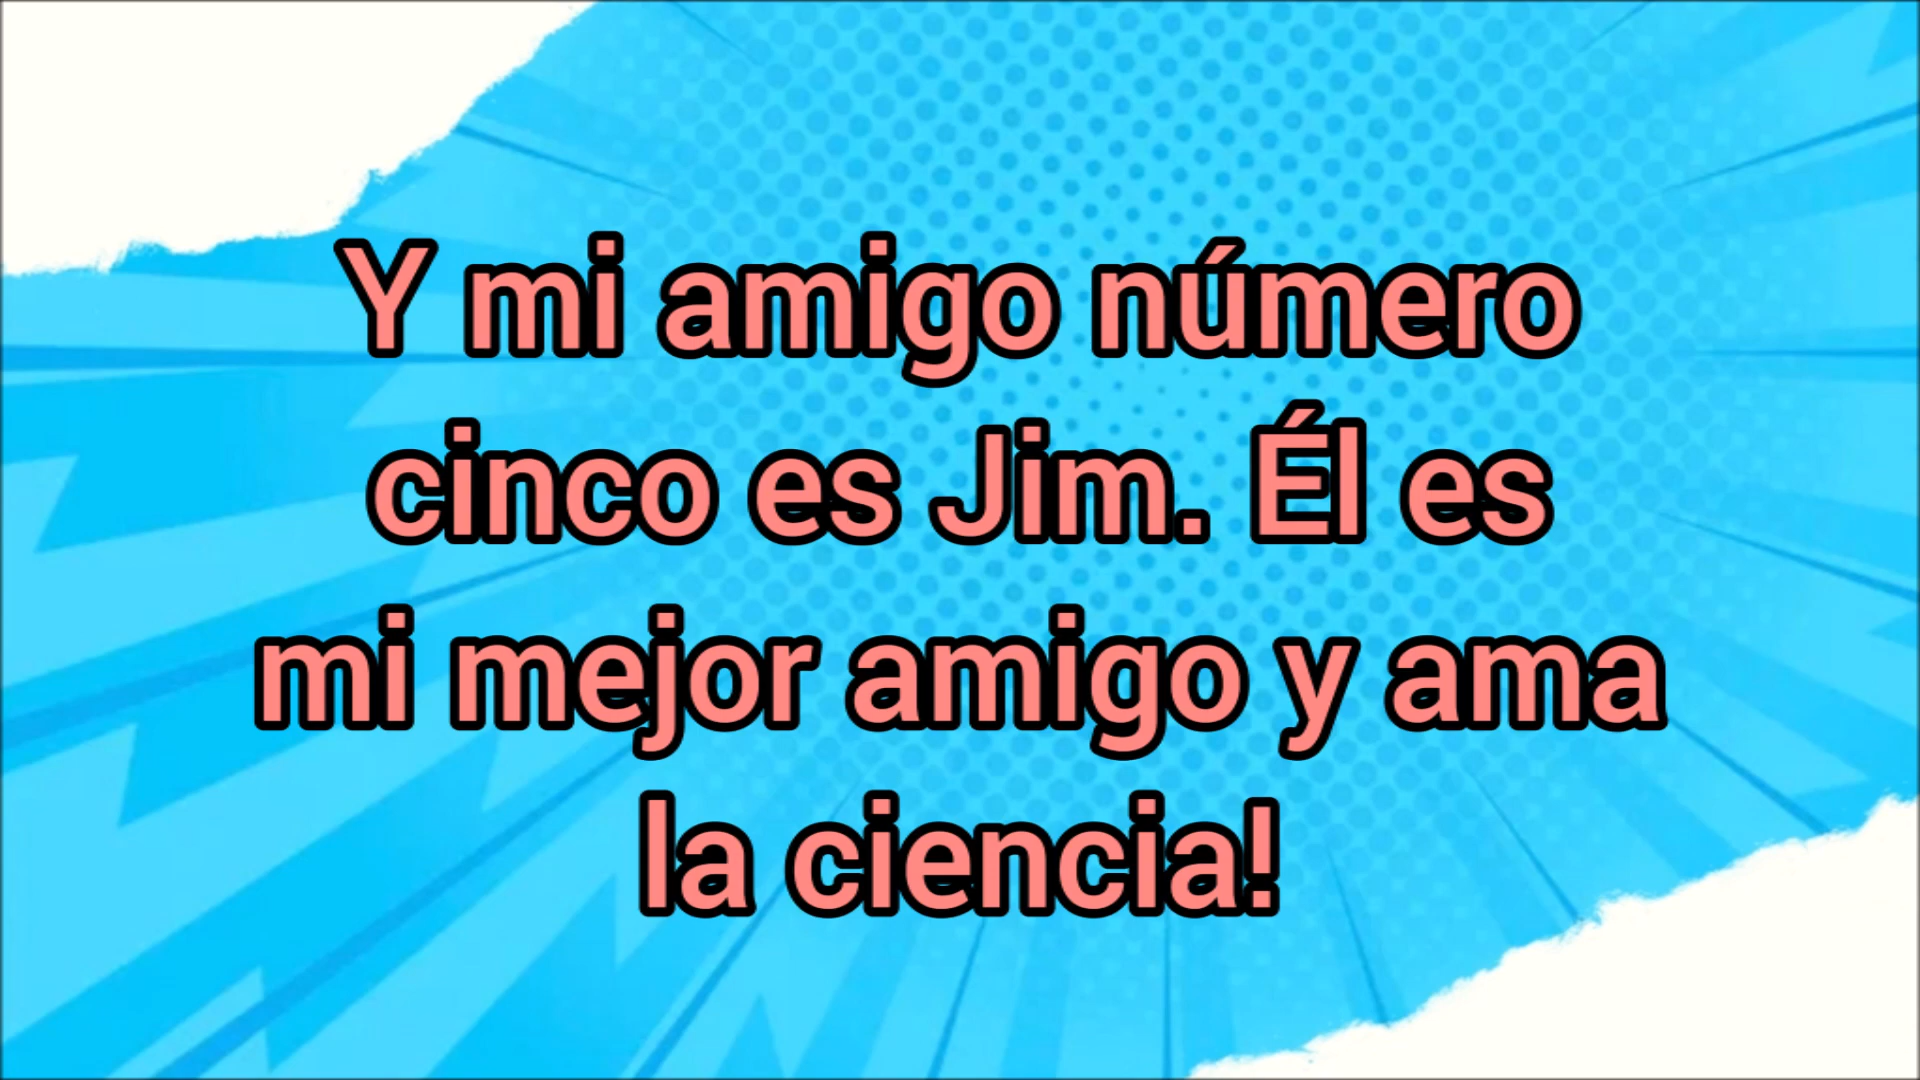 Y mi amigo número
cinco es Jim. Él es
mi mejor amigo y ama
la ciencia!